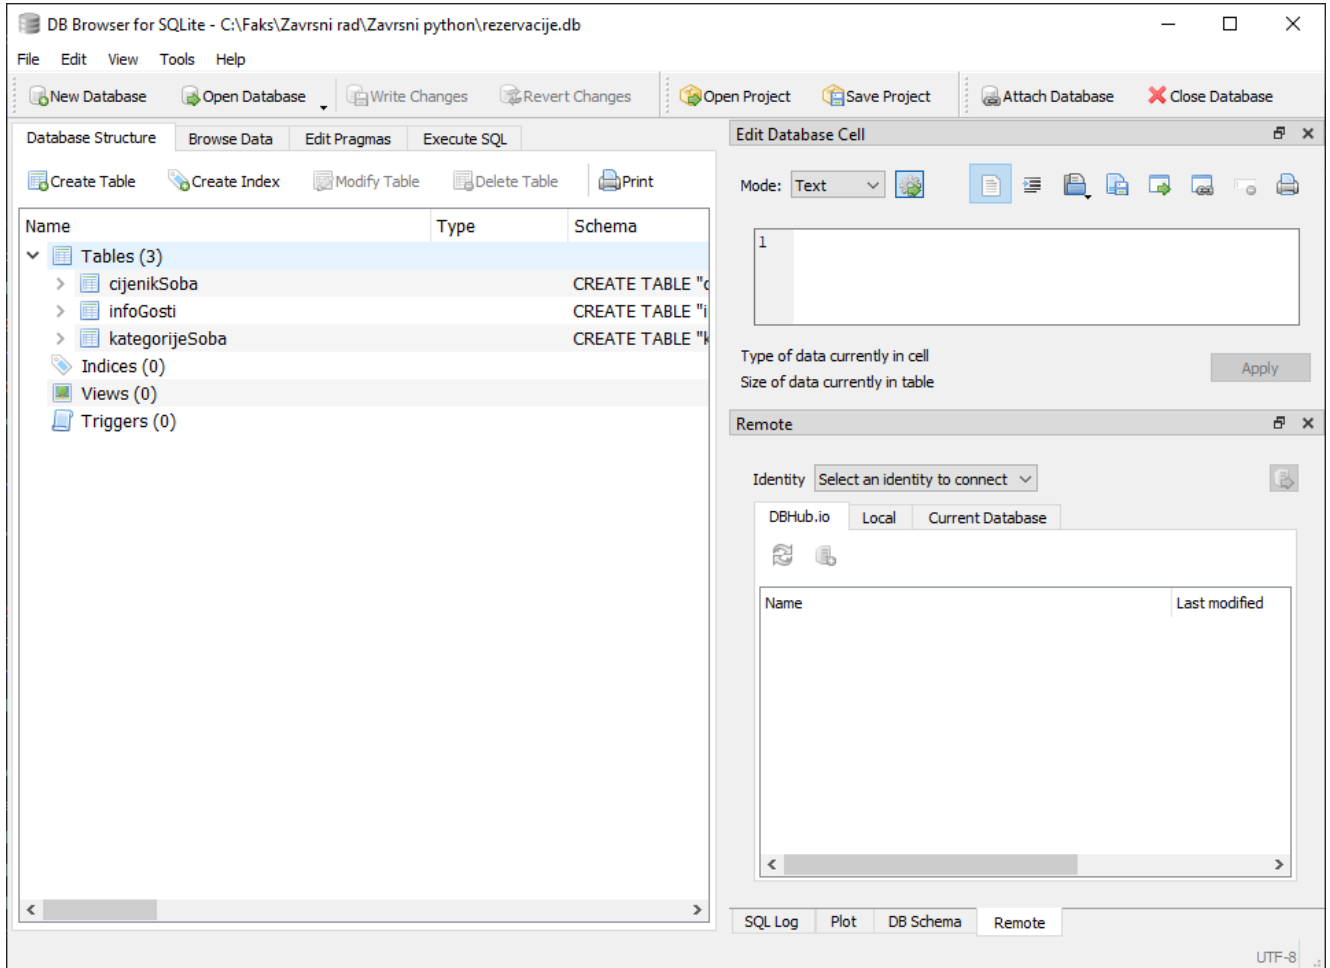 DB Browser for SQLite - C:\Faks\Zavrsni rad\Zavrsni python\rezervacije.db
File Edit View Tools Help
New Database Open Database Write Changes Revert Changes Open Project Save Project Attach Database Close Database
Database Structure Browse Data Edit Pragmas Execute SQL
Create Table Create Index Modify Table Delete Table Print
Name Type Schema
Tables (3)
cijenikSoba CREATE TABLE "c
infoGosti CREATE TABLE "i
kategorijeSoba CREATE TABLE "k
Indices (0)
Views (0)
Triggers (0)
Edit Database Cell
Mode: Text
1
Type of data currently in cell
Size of data currently in table
Apply
Remote
Identity Select an identity to connect
DBHub.io Local Current Database
Name Last modified
SQL Log Plot DB Schema Remote
UTF-8